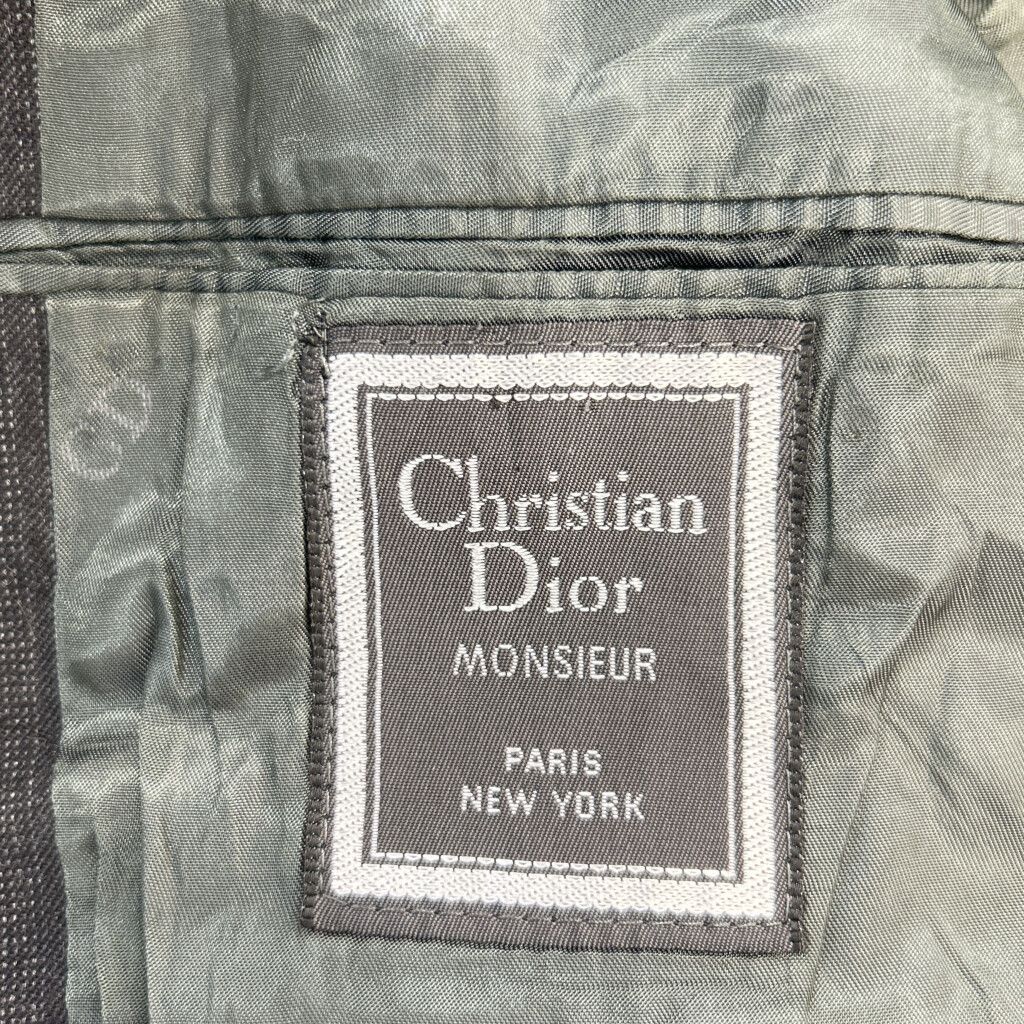 Christian
Dior
MONSIEUR
PARIS
NEW YORK